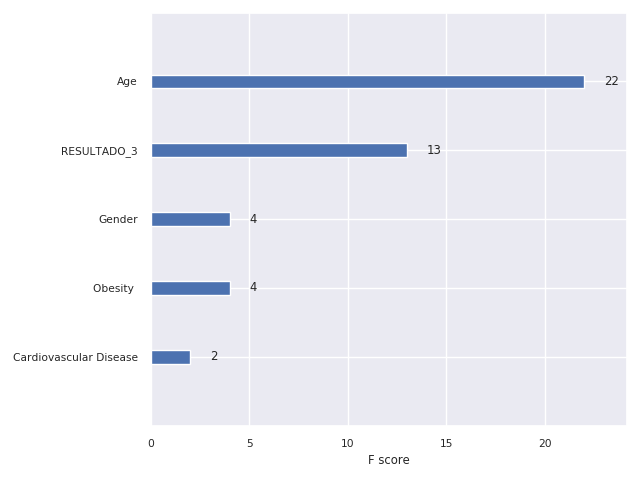 Age 22
RESULTADO_3 13
Gender 4
Obesity 4
Cardiovascular Disease 2
0 5 10 15 20
F score